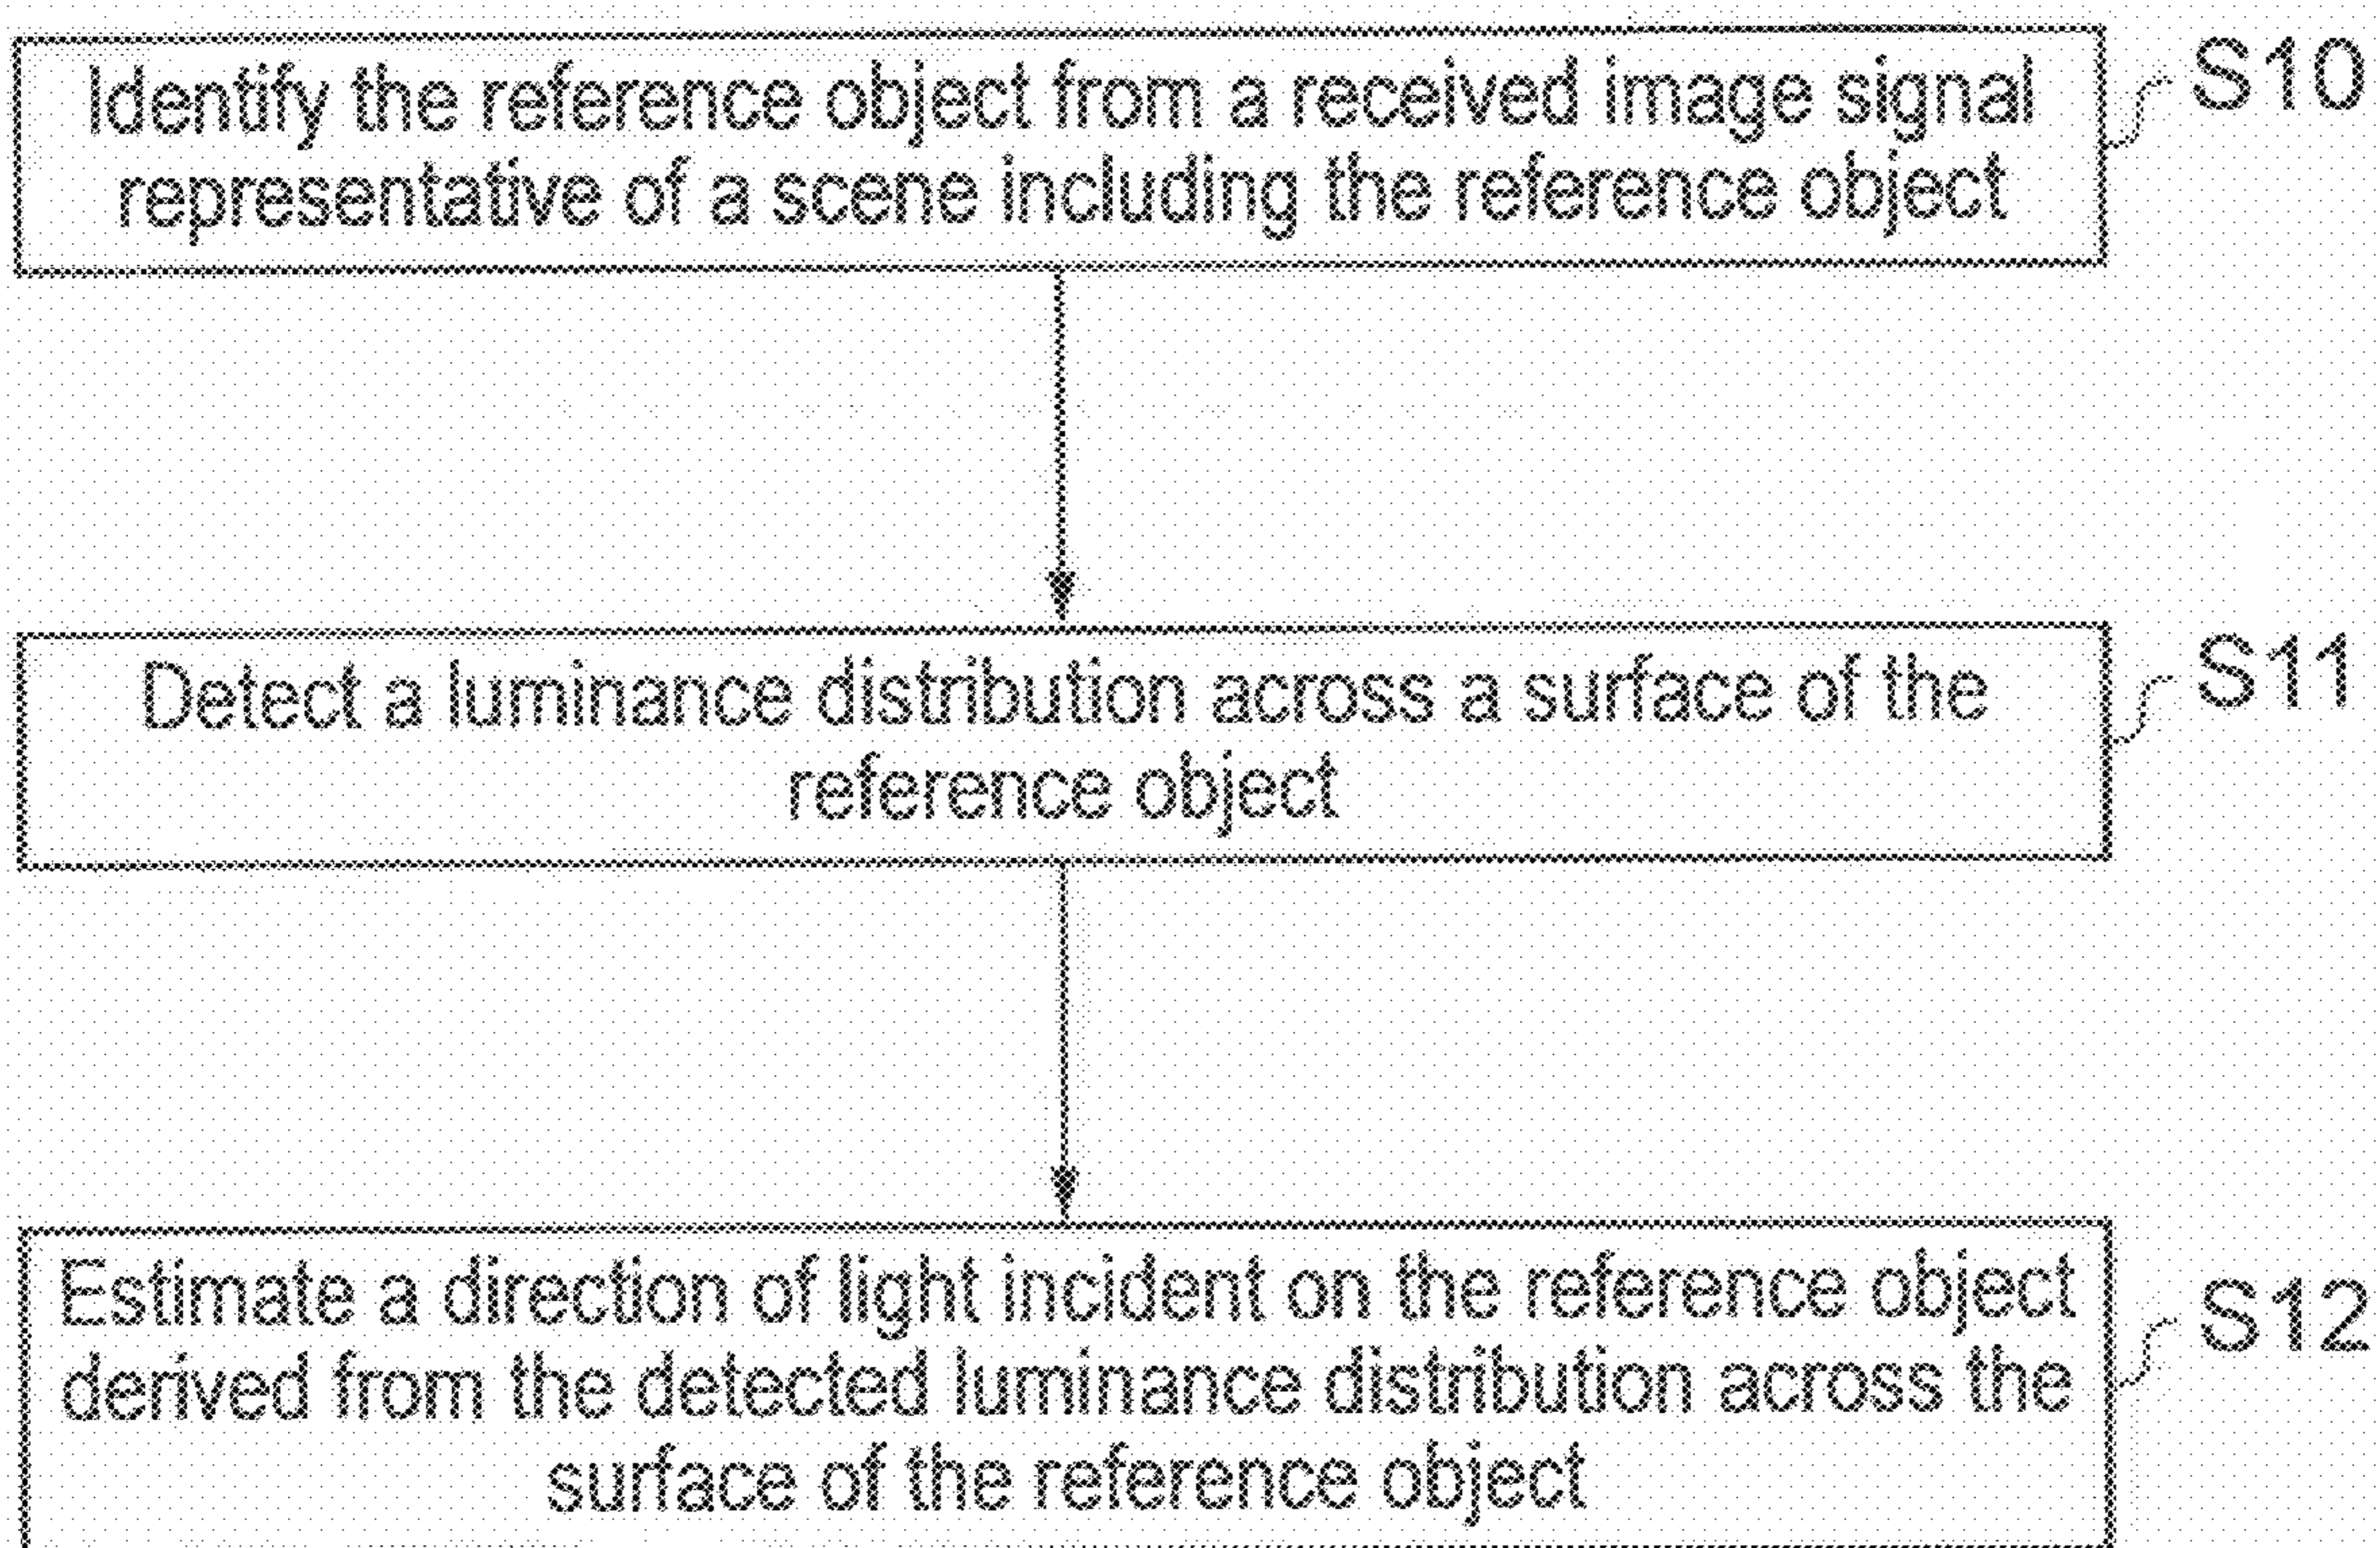 Identify the reference object from a received image signal
representative of a scene including the reference object
S10
Detect a luminance distribution across a surface of the
reference object
S11
Estimate a direction of light incident on the reference object
derived from the detected luminance distribution across the
surface of the reference object
S12